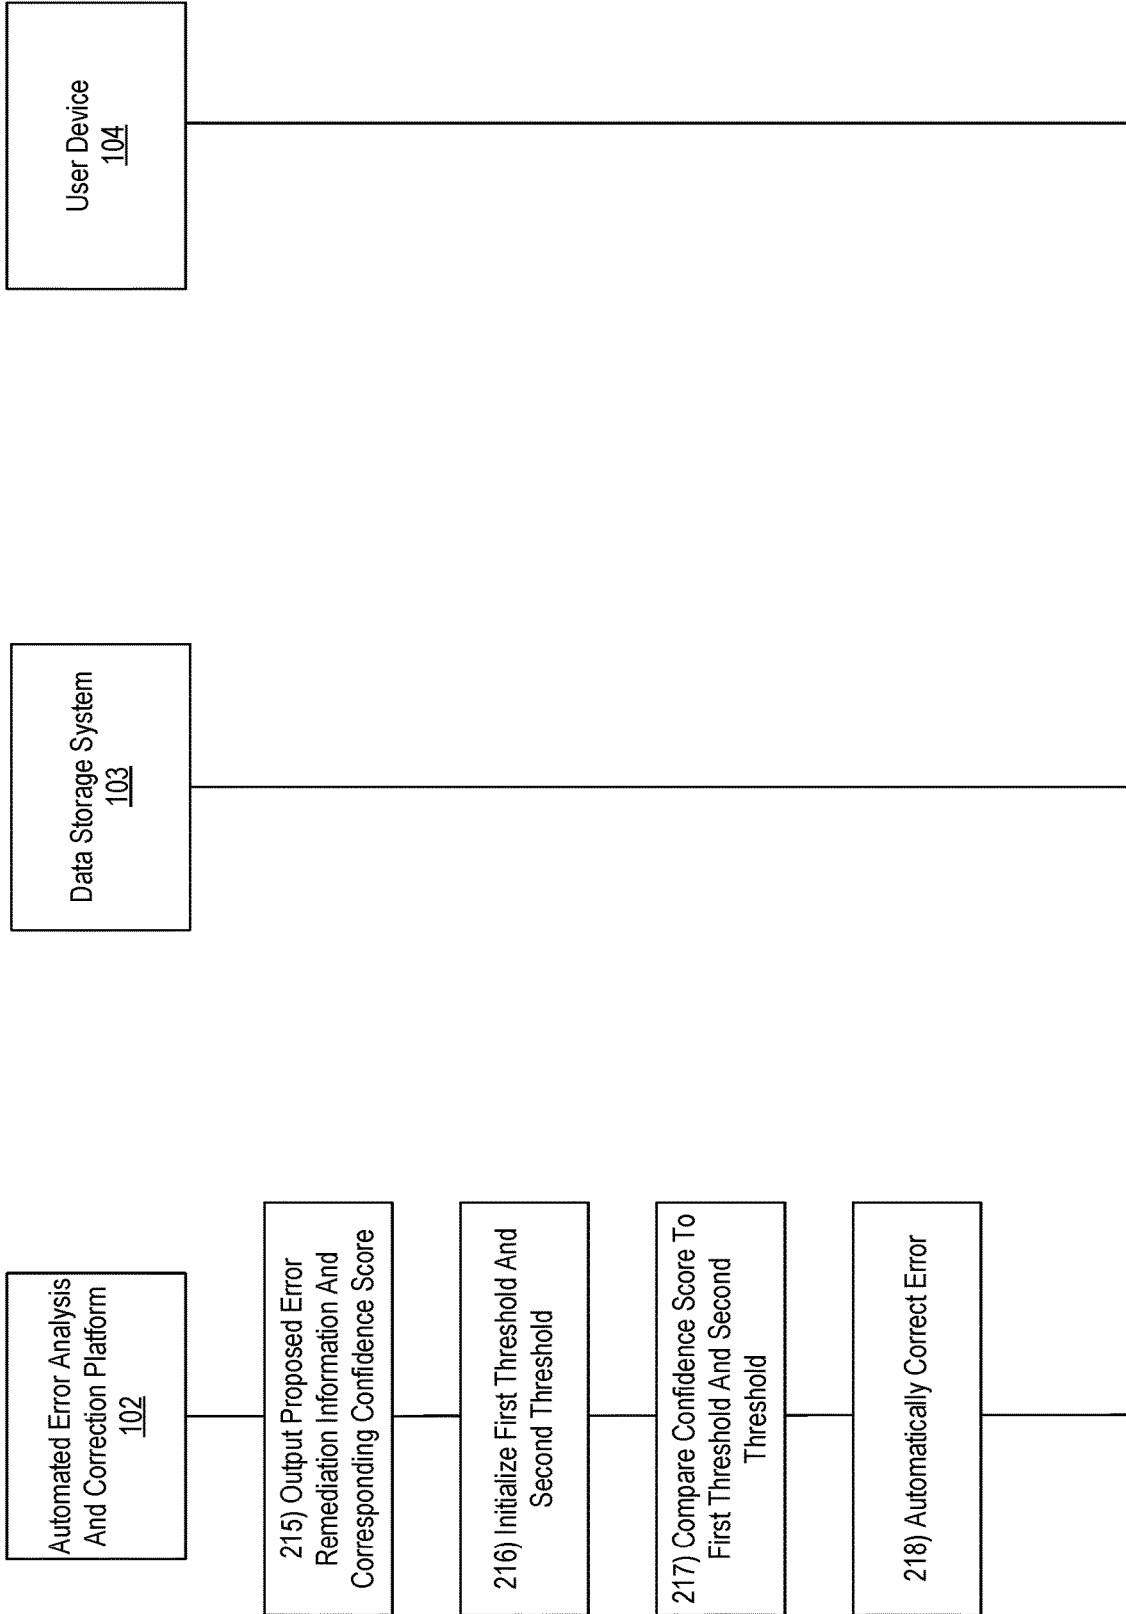 Automated Error Analysis
And Correction Platform
102
Data Storage System
103
User Device
104
215) Output Proposed Error
Remediation Information And
Corresponding Confidence Score
216) Initialize First Threshold And
Second Threshold
217) Compare Confidence Score To
First Threshold And Second
Threshold
218) Automatically Correct Error